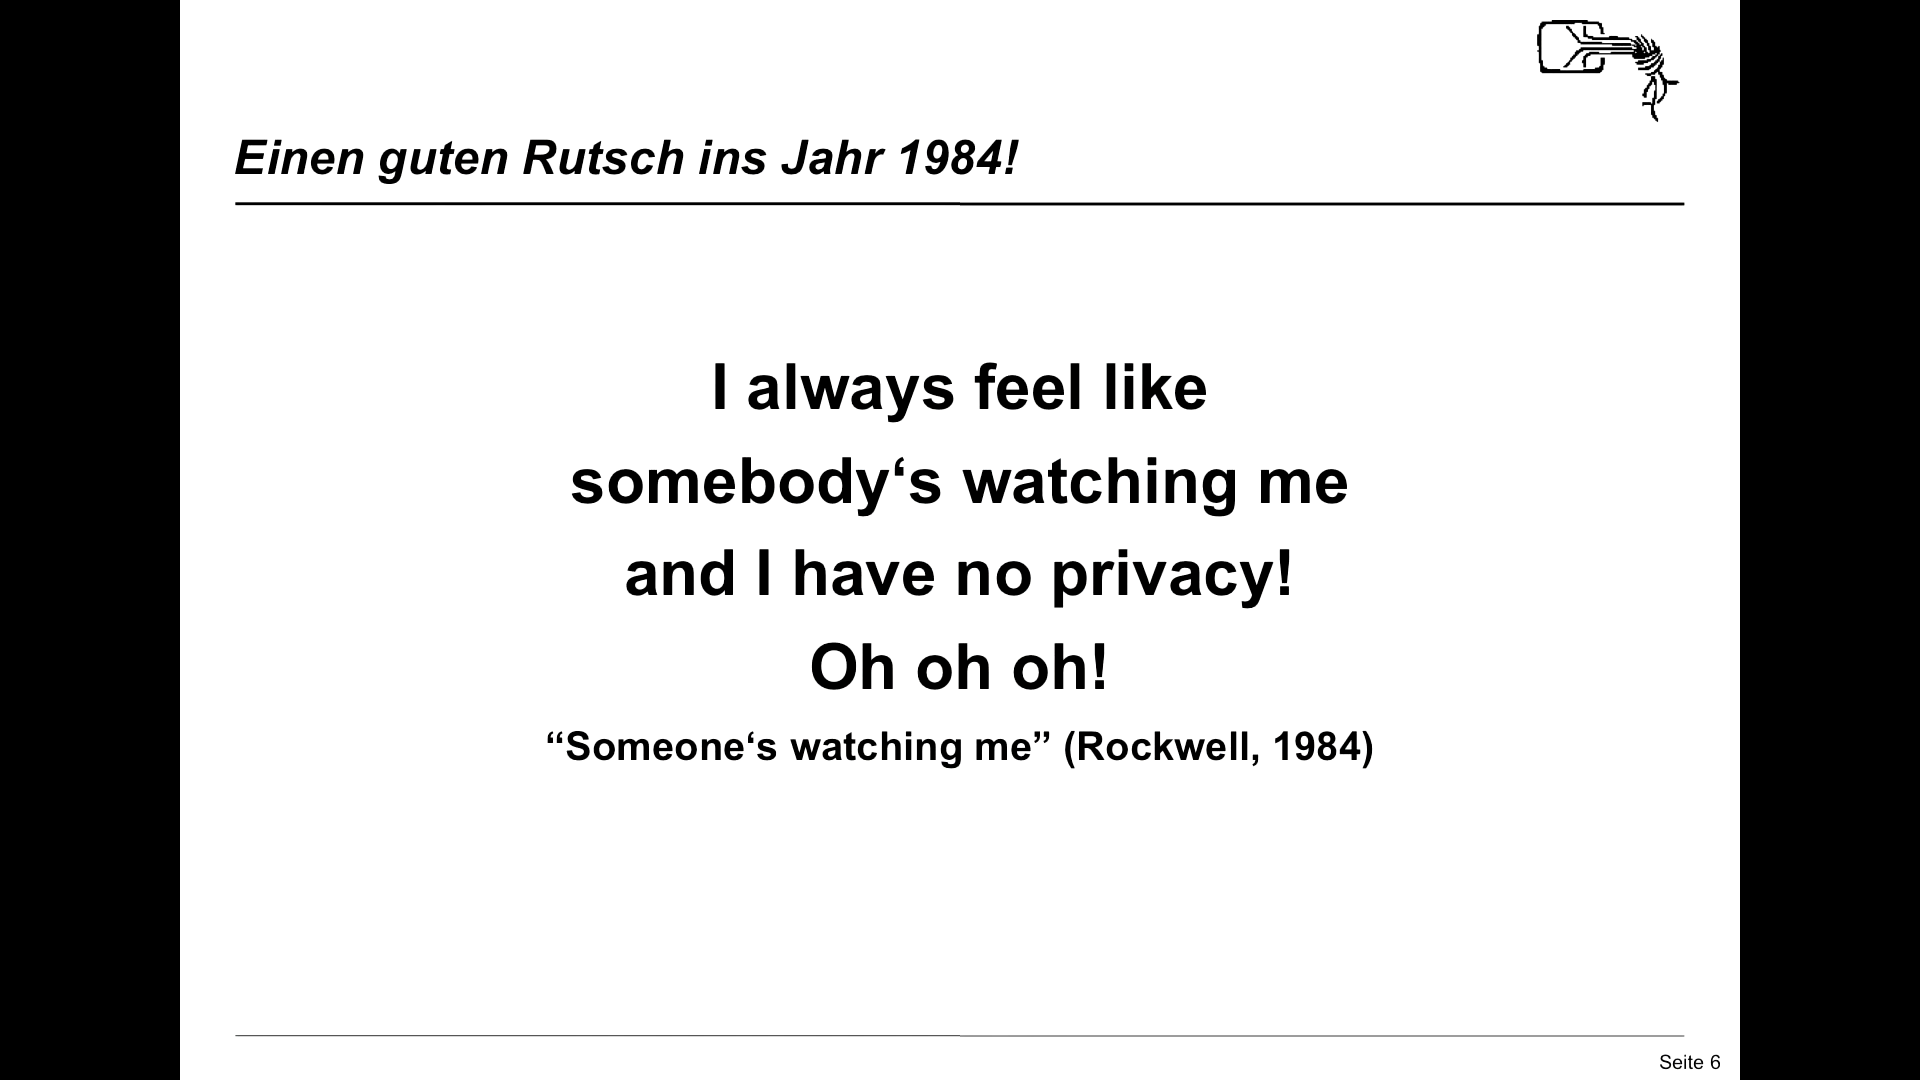 Einen guten Rutsch ins Jahr 1984!
I always feel like
somebody‘s watching me
and I have no privacy!
Oh oh oh!
“Someone‘s watching me” (Rockwell, 1984)
Seite 6